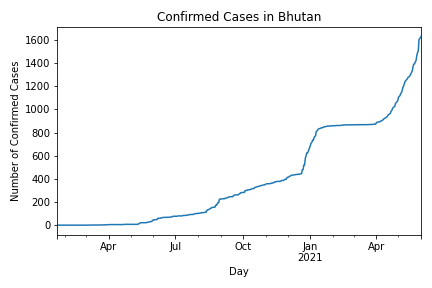 Confirmed Cases in Bhutan
Number of Confirmed Cases
1600
1400
1200
1000
800
600
400
200
0
Apr
Jul
Oct
Jan
2021
Apr
Day